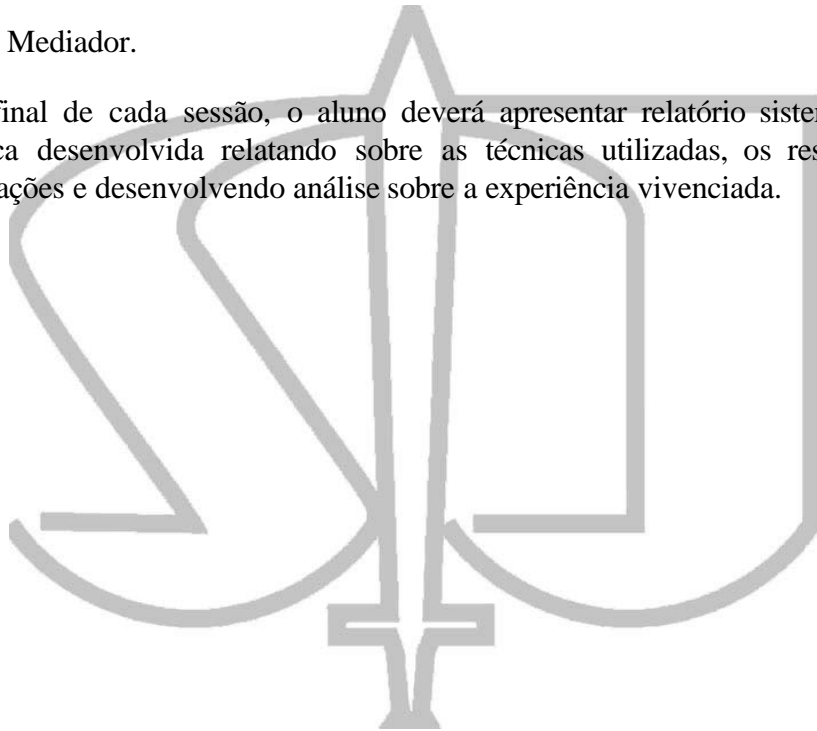 Mediador.
final de cada sessão, o aluno deverá apresentar relatório siste
ca desenvolvida relatando sobre as técnicas utilizadas, os res
ações e desenvolvendo análise sobre a experiência vivenciada.